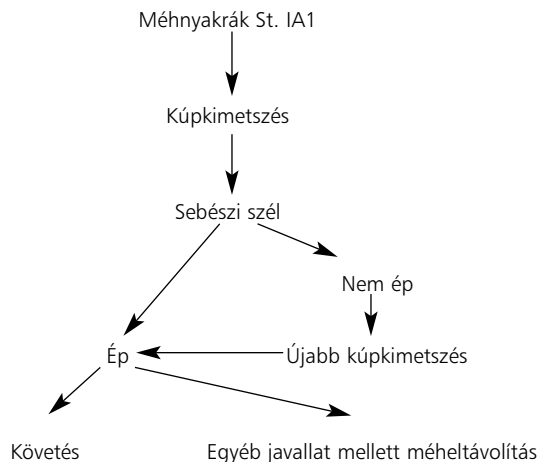 Méhnyakrák St. IA1
Kúpkimetszés
Sebészi szél
Nem ép
Ép
Újabb kúpkimetszés
Követés
Egyéb javallat mellett méheltávolítás